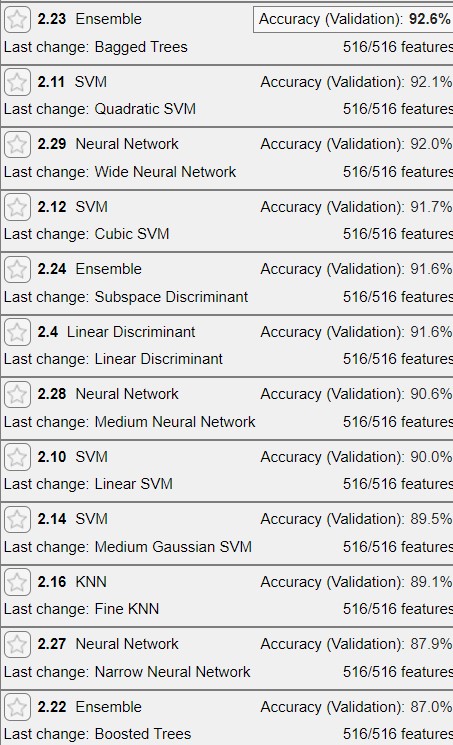 2.23 Ensemble Accuracy (Validation): 92.6%
Last change: Bagged Trees 516/516 features
2.11 SVM Accuracy (Validation): 92.1%
Last change: Quadratic SVM 516/516 features
2.29 Neural Network Accuracy (Validation): 92.0%
Last change: Wide Neural Network 516/516 features
2.12 SVM Accuracy (Validation): 91.7%
Last change: Cubic SVM 516/516 features
2.24 Ensemble Accuracy (Validation): 91.6%
Last change: Subspace Discriminant 516/516 features
2.4 Linear Discriminant Accuracy (Validation): 91.6%
Last change: Linear Discriminant 516/516 features
2.28 Neural Network Accuracy (Validation): 90.6%
Last change: Medium Neural Network 516/516 features
2.10 SVM Accuracy (Validation): 90.0%
Last change: Linear SVM 516/516 features
2.14 SVM Accuracy (Validation): 89.5%
Last change: Medium Gaussian SVM 516/516 features
2.16 KNN Accuracy (Validation): 89.1%
Last change: Fine KNN 516/516 features
2.27 Neural Network Accuracy (Validation): 87.9%
Last change: Narrow Neural Network 516/516 features
2.22 Ensemble Accuracy (Validation): 87.0%
Last change: Boosted Trees 516/516 features